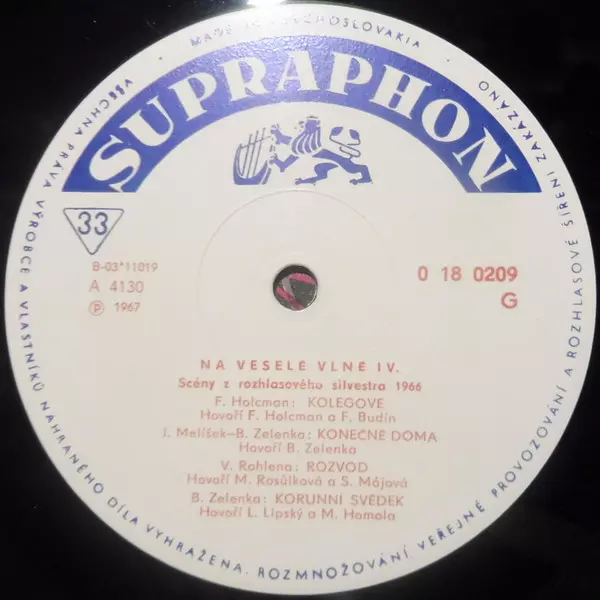 MADE IN CZECHOSLOVAKIA
SUPRAPHON
33
B-03*11019
A 4130
Ⓟ 1967
0 18 0209
G
NA VESELÉ VLNĚ IV.
Scény z rozhlasového silvestra 1966
F. Holcman: KOLEGOVÉ
Hovoří F. Holcman a F. Budín
J. Melíšek–B. Zelenka: KONEČNĚ DOMA
Hovoří B. Zelenka
V. Rohlena: ROZVOD
Hovoří M. Rosůlková a S. Májová
B. Zelenka: KORUNNÍ SVĚDEK
Hovoří L. Lipský a M. Homola
VŠECHNA PRÁVA VÝROBCE A VLASTNÍKŮ NAHRANÉHO DÍLA VYHRAŽENA. ROZMNOŽOVÁNÍ VEŘEJNÉ PROVOZOVÁNÍ A ROZHLASOVÉ ŠÍŘENÍ ZAKÁZÁNO